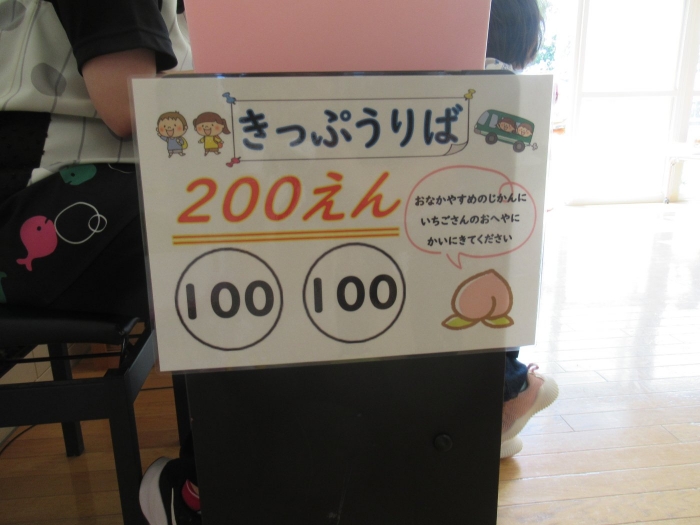 きっぷうりば
200えん
おなかやすめのじかんに
いちごさんのおへやに
かいにきてください
100
100